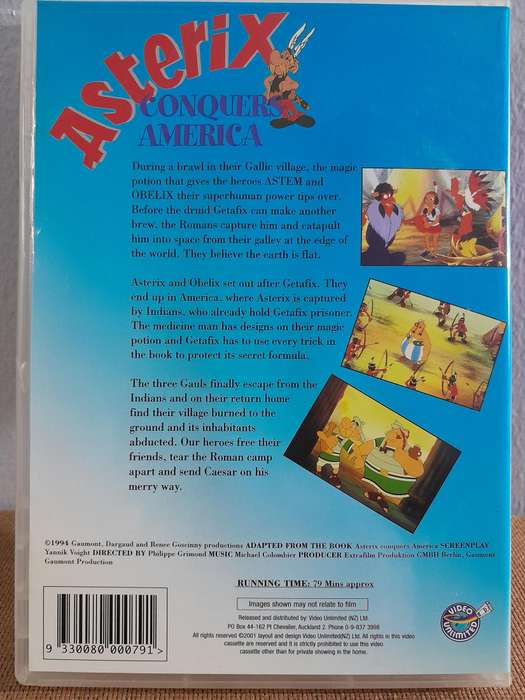 Asterix
CONQUERS
AMERICA
During a brawl in their Gallic village, the magic
potion that gives the heroes ASTEM and
OBELIX their superhuman power tips over.
Before the druid Getafix can make another
brew, the Romans capture him and catapult
him into space from their galley at the edge of
the world. They believe the earth is flat.
Asterix and Obelix set out after Getafix. They
end up in America, where Asterix is captured
by Indians, who already hold Getafix prisoner.
The medicine man has designs on their magic
potion and Getafix has to use every trick in
the book to protect its secret formula.
The three Gauls finally escape from the
Indians and on their return home
find their village burned to the
ground and its inhabitants
abducted. Our heroes free their
friends, tear the Roman camp
apart and send Caesar on his
merry way.
©1994 Gaumont, Dargaud and Renee Goscinny productions ADAPTED FROM THE BOOK Asterix conquers America SCREENPLAY
Yannik Voight DIRECTED BY Philippe Grimond MUSIC Michael Colombier PRODUCER Extrafilm Produktion GMBH Berlin, Gaumont
Gaumont Production
RUNNING TIME: 79 Mins approx
Images shown may not relate to film
Released and distributed by: Video Unlimited (NZ) Ltd.
PO Box 44-162 Pt Chevalier, Auckland 2. Phone 0-9-377 3998
All rights reserved ©2001 layout and design Video Unlimited(NZ) Ltd. All rights in this video
cassette are reserved and it is strictly prohibited to use this video
cassette other than for private showing in the home.
VIDEO
UNLIMITED
9 330080 000791 >